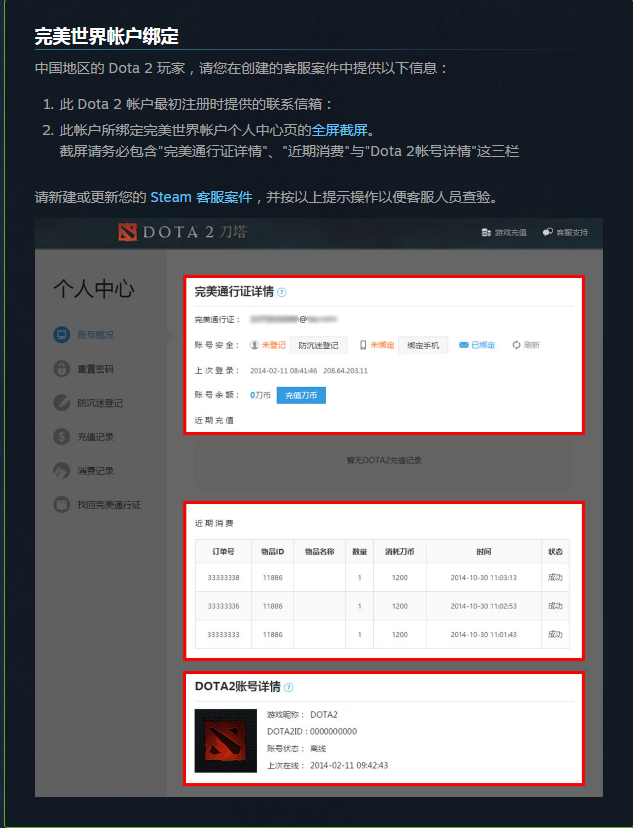 完美世界帐户绑定
中国地区的 Dota 2 玩家，请您在创建的客服案件中提供以下信息：
1. 此 Dota 2 帐户最初注册时提供的联系信箱：
2. 此帐户所绑定完美世界帐户个人中心页的全屏截屏。
截屏请务必包含"完美通行证详情"、"近期消费"与"Dota 2帐号详情"这三栏
请新建或更新您的 Steam 客服案件，并按以上提示操作以便客服人员查验。
DOTA 2 刀塔 游戏充值 客服支持
个人中心
账号概况
重置密码
防沉迷登记
充值记录
消费记录
找回完美通行证
完美通行证详情 ?
完美通行证：
账号安全： 未登记 防沉迷登记 未绑定 绑定手机 已绑定 刷新
上次登录： 2014-02-11 08:41:46 208.64.203.11
账号余额： 0刀币 充值刀币
近期充值
暂无DOTA2充值记录
近期消费
订单号 物品ID 物品名称 数量 消耗刀币 时间 状态
33333338 11886 1 1200 2014-10-30 11:03:13 成功
33333336 11886 1 1200 2014-10-30 11:02:53 成功
33333333 11886 1 1200 2014-10-30 11:01:43 成功
DOTA2账号详情 ?
游戏昵称： DOTA2
DOTA2ID：0000000000
账号状态： 离线
上次在线： 2014-02-11 09:42:43